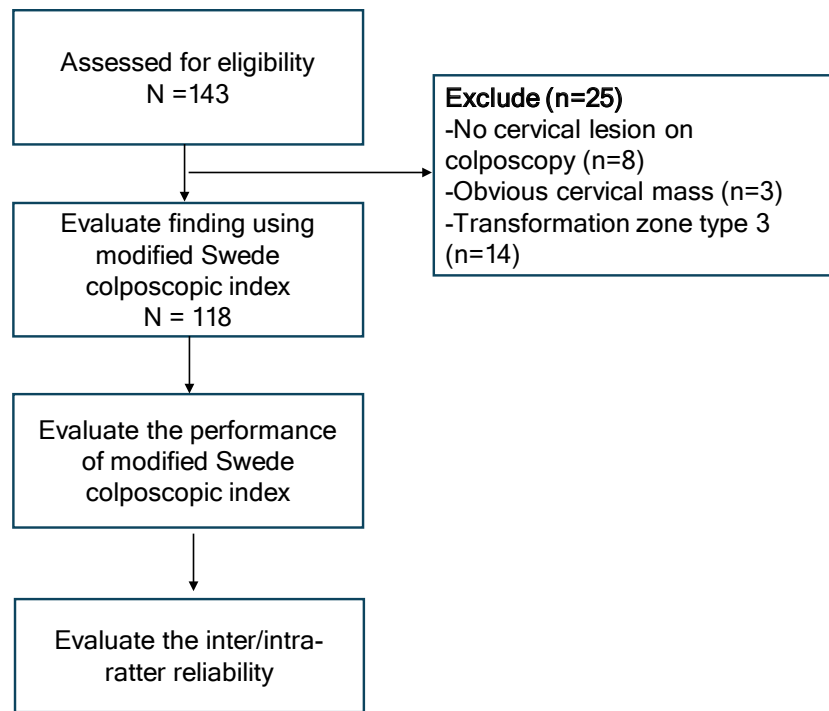 Assessed for eligibility
N =143
Exclude (n=25)
-No cervical lesion on
colposcopy (n=8)
-Obvious cervical mass (n=3)
-Transformation zone type 3
(n=14)
Evaluate finding using
modified Swede
colposcopic index
N = 118
Evaluate the performance
of modified Swede
colposcopic index
Evaluate the inter/intra-
ratter reliability